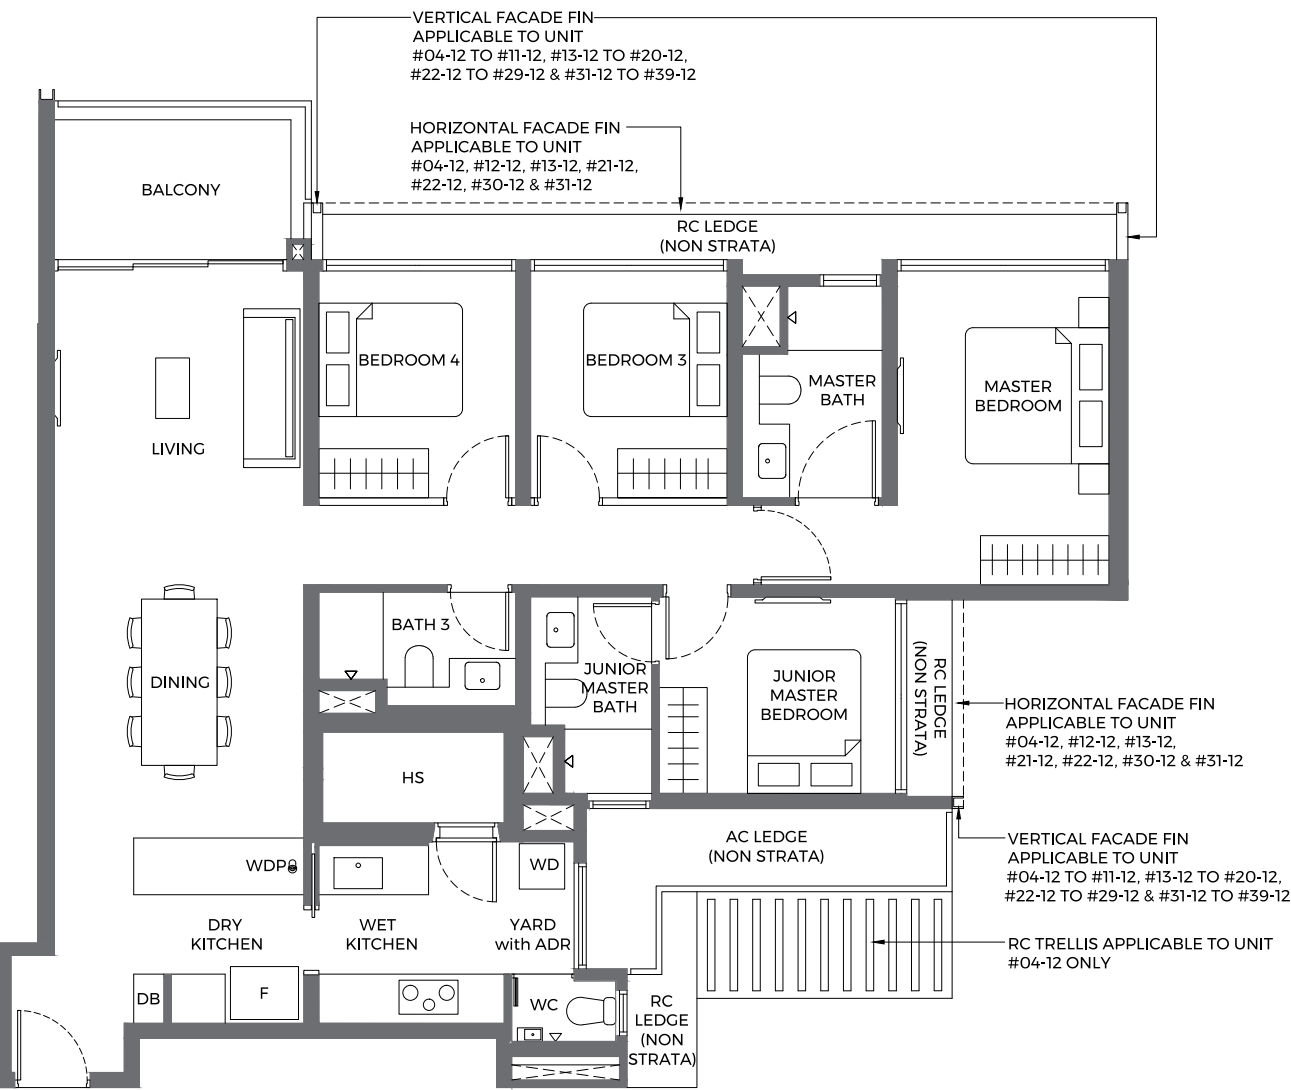 VERTICAL FACADE FIN
APPLICABLE TO UNIT
#04-12 TO #11-12, #13-12 TO #20-12,
#22-12 TO #29-12 & #31-12 TO #39-12
HORIZONTAL FACADE FIN
APPLICABLE TO UNIT
#04-12, #12-12, #13-12, #21-12,
#22-12, #30-12 & #31-12
BALCONY
RC LEDGE
(NON STRATA)
BEDROOM 4
BEDROOM 3
MASTER
BATH
MASTER
BEDROOM
LIVING
BATH 3
DINING
JUNIOR
MASTER
BATH
JUNIOR
MASTER
BEDROOM
RC LEDGE
(NON STRATA)
HORIZONTAL FACADE FIN
APPLICABLE TO UNIT
#04-12, #12-12, #13-12,
#21-12, #22-12, #30-12 & #31-12
HS
AC LEDGE
(NON STRATA)
VERTICAL FACADE FIN
APPLICABLE TO UNIT
#04-12 TO #11-12, #13-12 TO #20-12,
#22-12 TO #29-12 & #31-12 TO #39-12
WDP
WD
DRY
KITCHEN
WET
KITCHEN
YARD
with ADR
RC TRELLIS APPLICABLE TO UNIT
#04-12 ONLY
DB
F
WC
RC
LEDGE
(NON
STRATA)